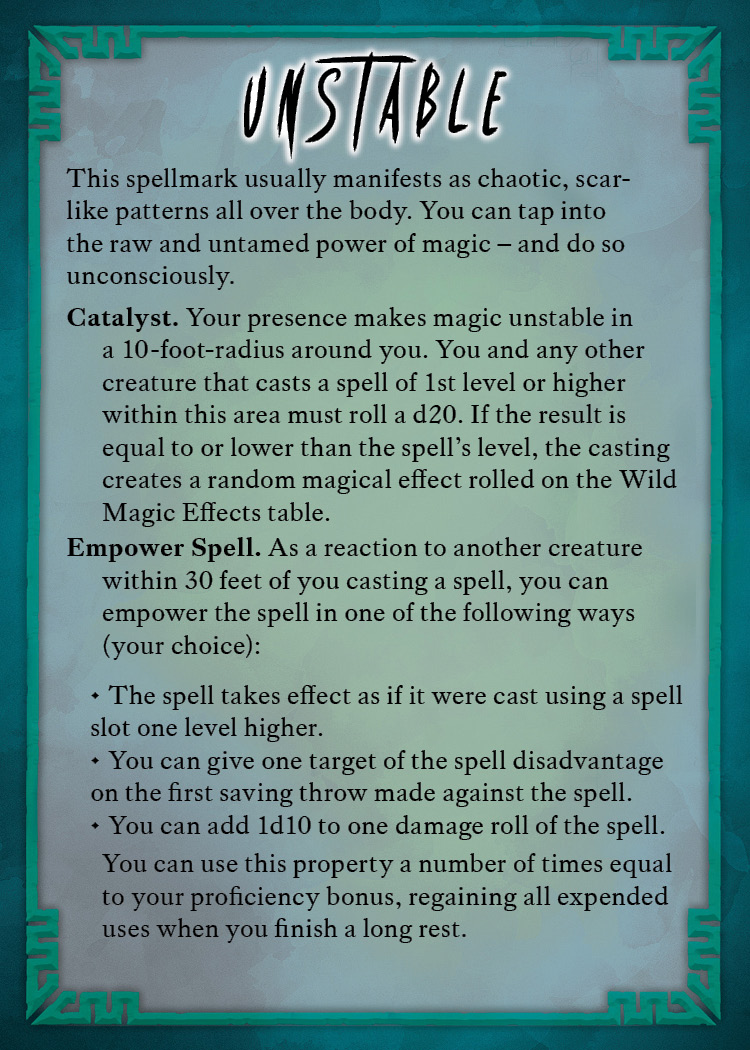 UNSTABLE
This spellmark usually manifests as chaotic, scar-
like patterns all over the body. You can tap into
the raw and untamed power of magic – and do so
unconsciously.
Catalyst. Your presence makes magic unstable in
a 10-foot-radius around you. You and any other
creature that casts a spell of 1st level or higher
within this area must roll a d20. If the result is
equal to or lower than the spell’s level, the casting
creates a random magical effect rolled on the Wild
Magic Effects table.
Empower Spell. As a reaction to another creature
within 30 feet of you casting a spell, you can
empower the spell in one of the following ways
(your choice):
• The spell takes effect as if it were cast using a spell
slot one level higher.
• You can give one target of the spell disadvantage
on the first saving throw made against the spell.
• You can add 1d10 to one damage roll of the spell.
You can use this property a number of times equal
to your proficiency bonus, regaining all expended
uses when you finish a long rest.